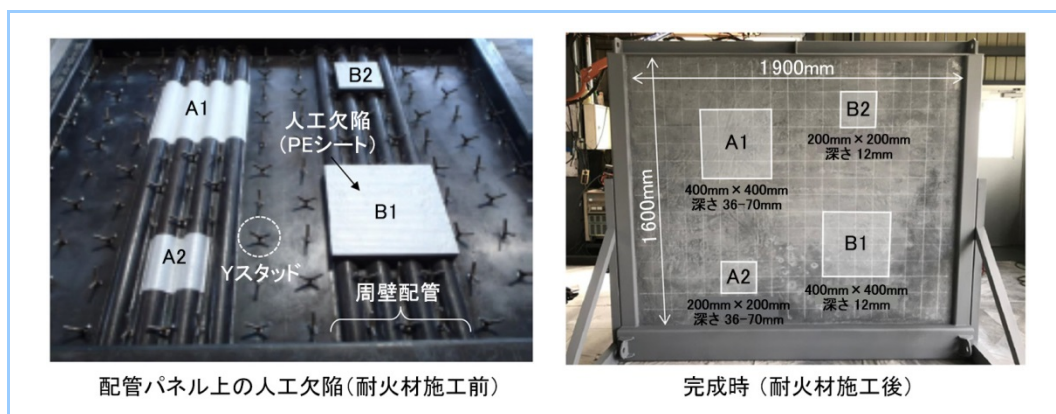 A1
B2
人工欠陥
(PEシート)
B1
A2
Yスタッド
周壁配管
配管パネル上の人工欠陥(耐火材施工前)
1900mm
1600mm
A1
400mm×400mm
深さ 36-70mm
B2
200mm×200mm
深さ 12mm
A2
200mm×200mm
深さ 36-70mm
B1
400mm×400mm
深さ 12mm
完成時 (耐火材施工後)